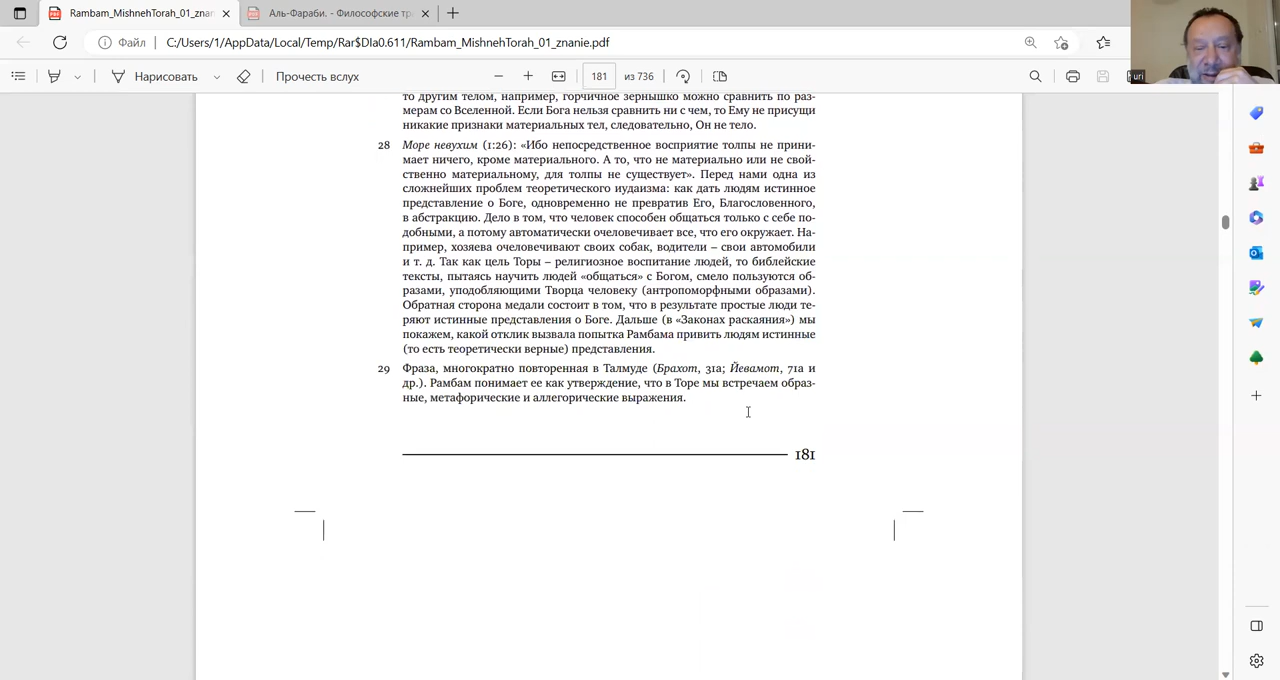 Rambam_MishnehTorah_01_znan
Аль-Фараби. - Философские тр
Файл
C:/Users/1/AppData/Local/Temp/Rar$DIa0.611/Rambam_MishnehTorah_01_znanie.pdf
Нарисовать
Прочесть вслух
181 из 736
uri
то другим телом, например, горчичное зернышко можно сравнить по раз-
мерам со Вселенной. Если Бога нельзя сравнить ни с чем, то Ему не присущи
никакие признаки материальных тел, следовательно, Он не тело.
28 Море невухим (1:26): «Ибо непосредственное восприятие толпы не прини-
мает ничего, кроме материального. А то, что не материально или не свой-
ственно материальному, для толпы не существует». Перед нами одна из
сложнейших проблем теоретического иудаизма: как дать людям истинное
представление о Боге, одновременно не превратив Его, Благословенного,
в абстракцию. Дело в том, что человек способен общаться только с себе по-
добными, а потому автоматически очеловечивает все, что его окружает. На-
пример, хозяева очеловечивают своих собак, водители – свои автомобили
и т. д. Так как цель Торы – религиозное воспитание людей, то библейские
тексты, пытаясь научить людей «общаться» с Богом, смело пользуются об-
разами, уподобляющими Творца человеку (антропоморфными образами).
Обратная сторона медали состоит в том, что в результате простые люди те-
ряют истинные представления о Боге. Дальше (в «Законах раскаяния») мы
покажем, какой отклик вызвала попытка Рамбама привить людям истинные
(то есть теоретически верные) представления.
29 Фраза, многократно повторенная в Талмуде (Брахот, 31а; Йевамот, 71а и
др.). Рамбам понимает ее как утверждение, что в Торе мы встречаем образ-
ные, метафорические и аллегорические выражения.
181